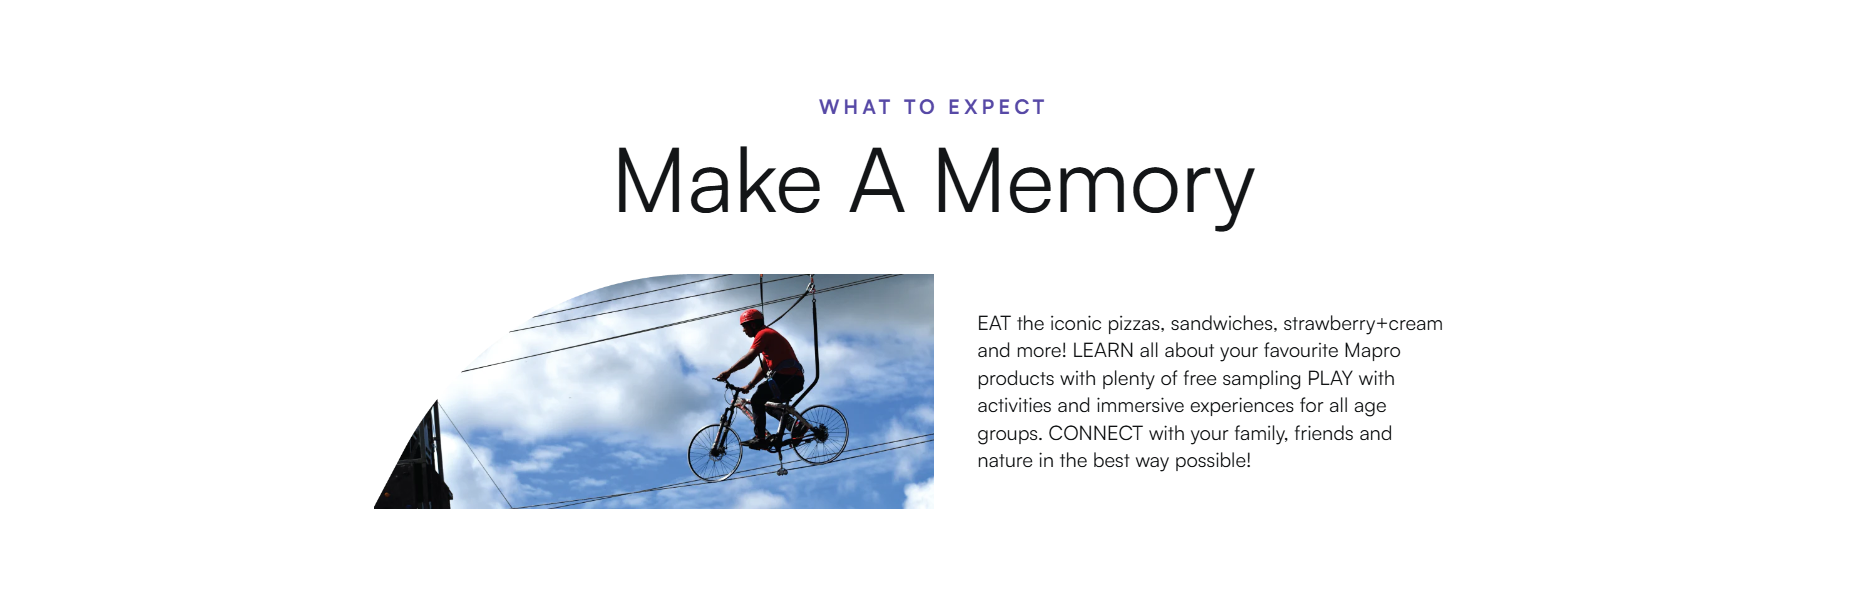 WHAT TO EXPECT
Make A Memory
EAT the iconic pizzas, sandwiches, strawberry+cream
and more! LEARN all about your favourite Mapro
products with plenty of free sampling PLAY with
activities and immersive experiences for all age
groups. CONNECT with your family, friends and
nature in the best way possible!